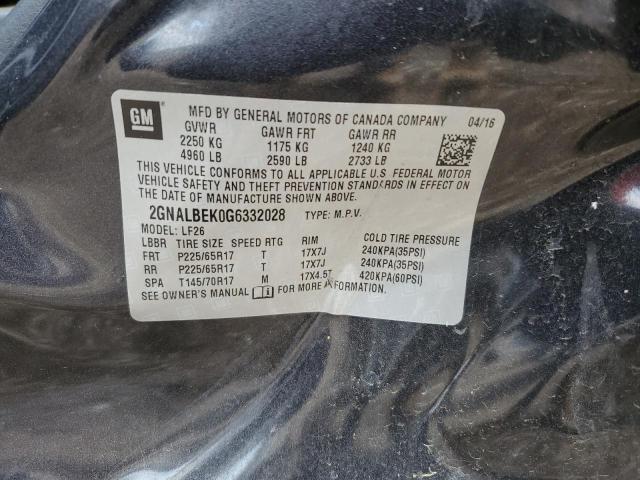 GM
MFD BY GENERAL MOTORS OF CANADA COMPANY 04/16
GVWR GAWR FRT GAWR RR
2250 KG 1175 KG 1240 KG
4960 LB 2590 LB 2733 LB
THIS VEHICLE CONFORMS TO ALL APPLICABLE U.S. FEDERAL MOTOR
VEHICLE SAFETY AND THEFT PREVENTION STANDARDS IN EFFECT ON
THE DATE OF MANUFACTURE SHOWN ABOVE.
2GNALBEK0G6332028 TYPE: M.P.V.
MODEL: LF26
LBBR TIRE SIZE SPEED RTG RIM COLD TIRE PRESSURE
FRT P225/65R17 T 17X7J 240KPA(35PSI)
RR P225/65R17 T 17X7J 240KPA(35PSI)
SPA T145/70R17 M 17X4.5T 420KPA(60PSI)
SEE OWNER'S MANUAL FOR MORE INFORMATION.